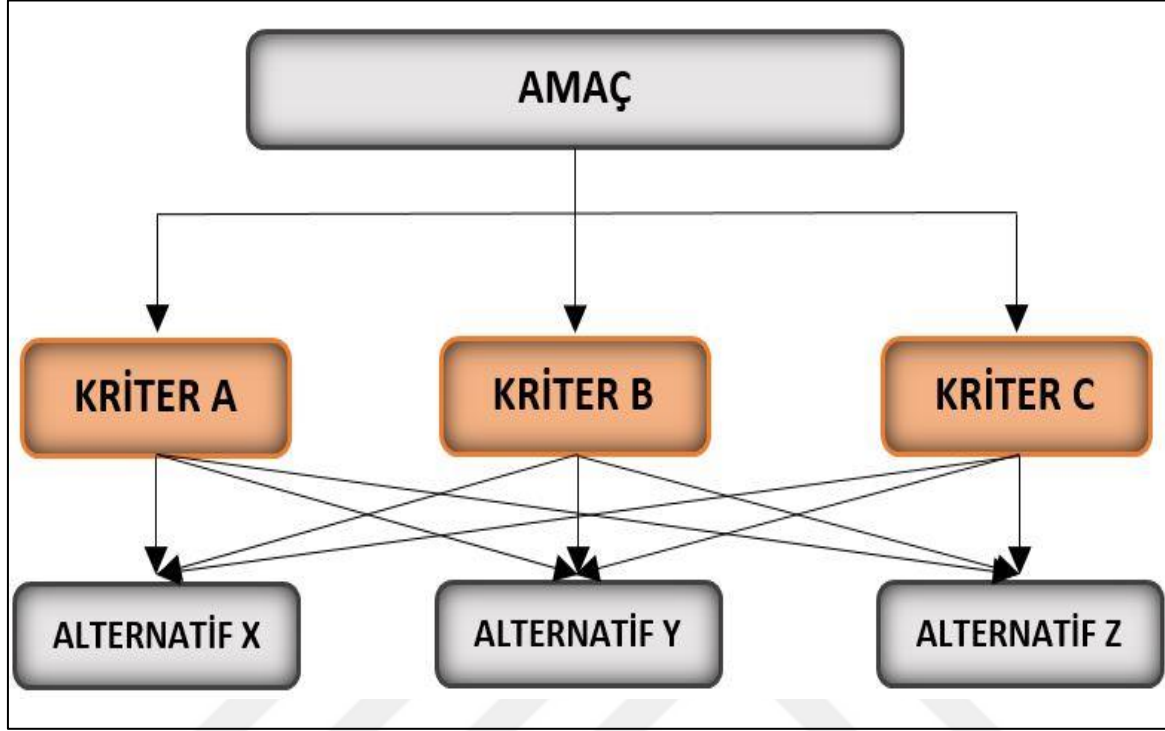 AMAÇ
KRİTER A
KRİTER B
KRİTER C
ALTERNATİF X
ALTERNATİF Y
ALTERNATİF Z